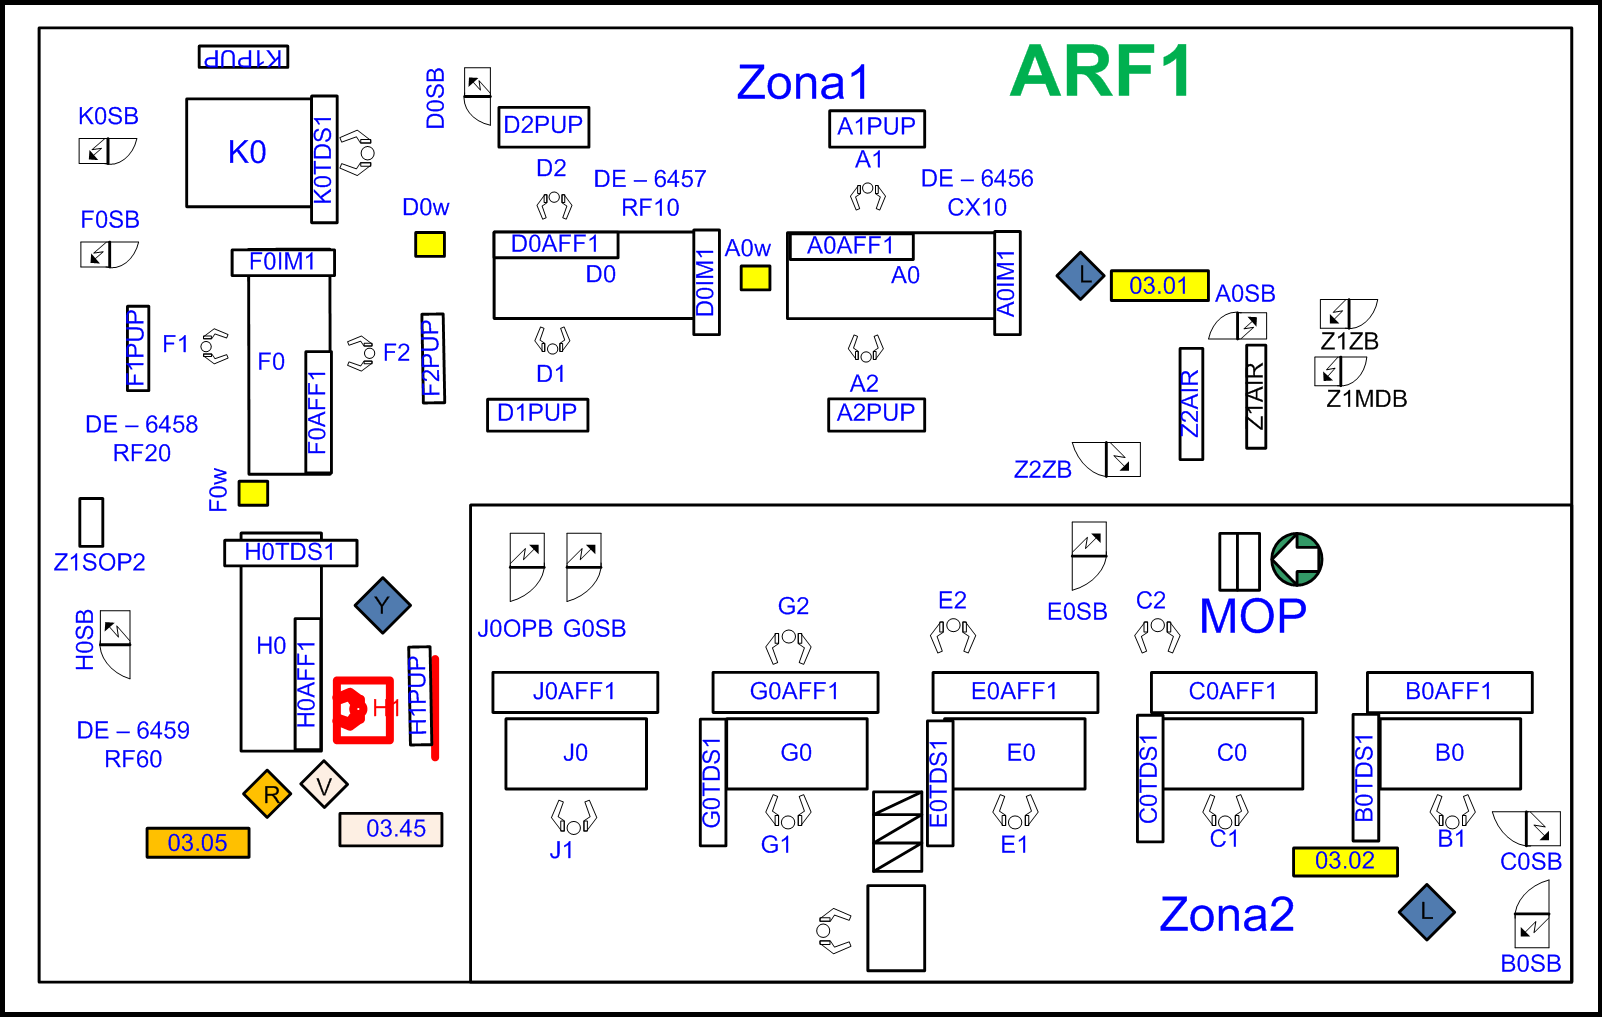 K1PUP
K0SB
K0
K0TDS1
D0SB
D2PUP
Zona1
ARF1
A1PUP
A1
D2
DE – 6457
RF10
DE – 6456
CX10
F0SB
D0w
F0IM1
D0AFF1
D0
D0IM1
A0w
A0AFF1
A0
A0IM1
L
03.01
A0SB
Z1ZB
Z1MDB
F1PUP
F1
F0
F0AFF1
F2
F2PUP
D1
D1PUP
A2
A2PUP
Z2AIR
Z1AIR
DE – 6458
RF20
Z2ZB
F0w
Z1SOP2
H0TDS1
Y
H0SB
H0
H0AFF1
H1
H1PUP
DE – 6459
RF60
R
V
03.05
03.45
J0OPB
G0SB
G2
E2
E0SB
C2
MOP
J0AFF1
G0AFF1
E0AFF1
C0AFF1
B0AFF1
J0
G0TDS1
G0
E0TDS1
E0
C0TDS1
C0
B0TDS1
B0
J1
G1
E1
C1
B1
03.02
C0SB
Zona2
L
B0SB